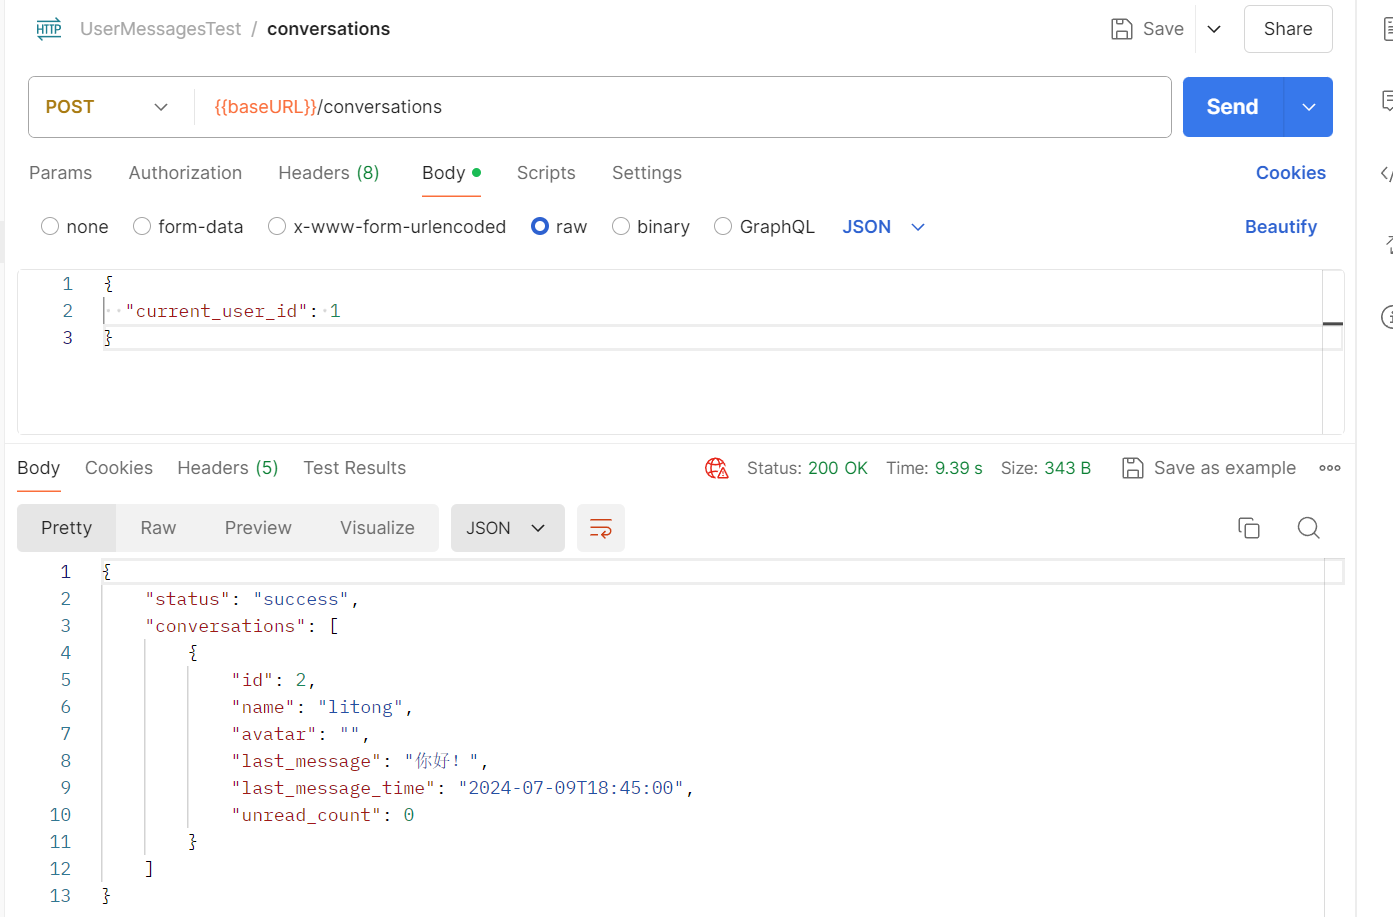 HTTP UserMessagesTest / conversations Save Share
POST {{baseURL}}/conversations Send
Params Authorization Headers (8) Body Scripts Settings Cookies
none form-data x-www-form-urlencoded raw binary GraphQL JSON Beautify
1 {
2 "current_user_id": 1
3 }
Body Cookies Headers (5) Test Results Status: 200 OK Time: 9.39 s Size: 343 B Save as example
Pretty Raw Preview Visualize JSON
1 {
2 "status": "success",
3 "conversations": [
4 {
5 "id": 2,
6 "name": "litong",
7 "avatar": "",
8 "last_message": "你好！",
9 "last_message_time": "2024-07-09T18:45:00",
10 "unread_count": 0
11 }
12 ]
13 }